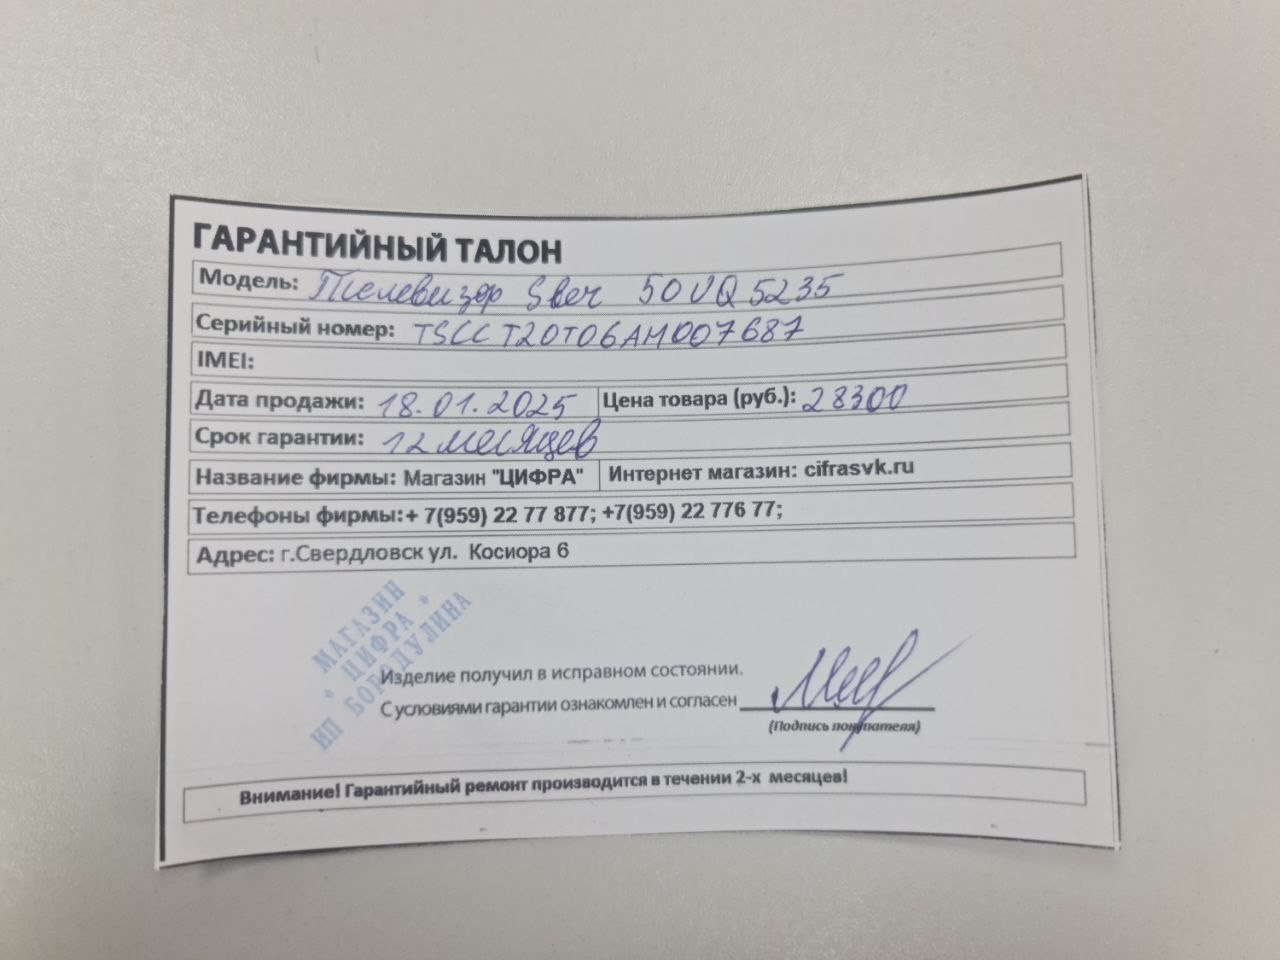 ГАРАНТИЙНЫЙ ТАЛОН
Модель: Телевизор Sber 50UQ5235
Серийный номер: TSCCT20T06AM007687
IMEI:
Дата продажи: 18.01.2025 Цена товара (руб.): 28300
Срок гарантии: 12 месяцев
Название фирмы: Магазин "ЦИФРА" Интернет магазин: cifrasvk.ru
Телефоны фирмы:+ 7(959) 22 77 877; +7(959) 22 776 77;
Адрес: г.Свердловск ул. Косиора 6
МАГАЗИН
« ЦИФРА »
ИП БОРОДУЛИНА
Изделие получил в исправном состоянии.
С условиями гарантии ознакомлен и согласен
(Подпись покупателя)
Внимание! Гарантийный ремонт производится в течении 2-х месяцев!